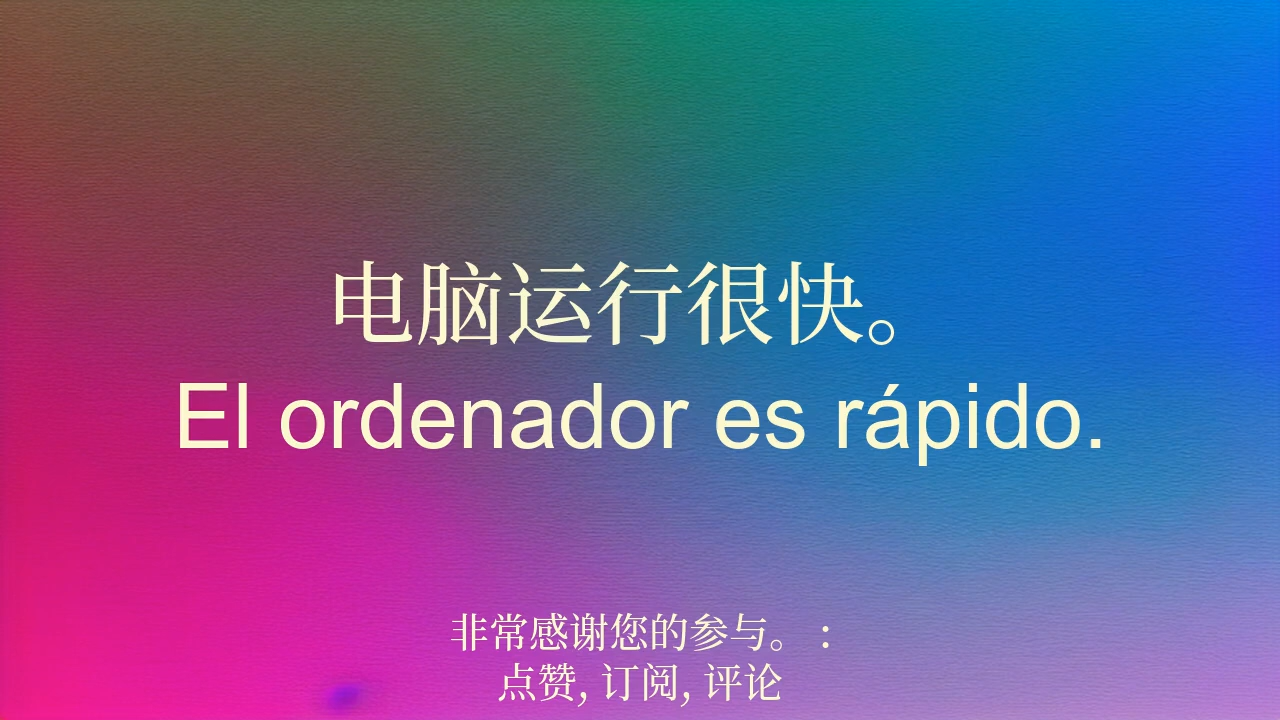 电脑运行很快。
El ordenador es rápido.
非常感谢您的参与。 :
点赞, 订阅, 评论